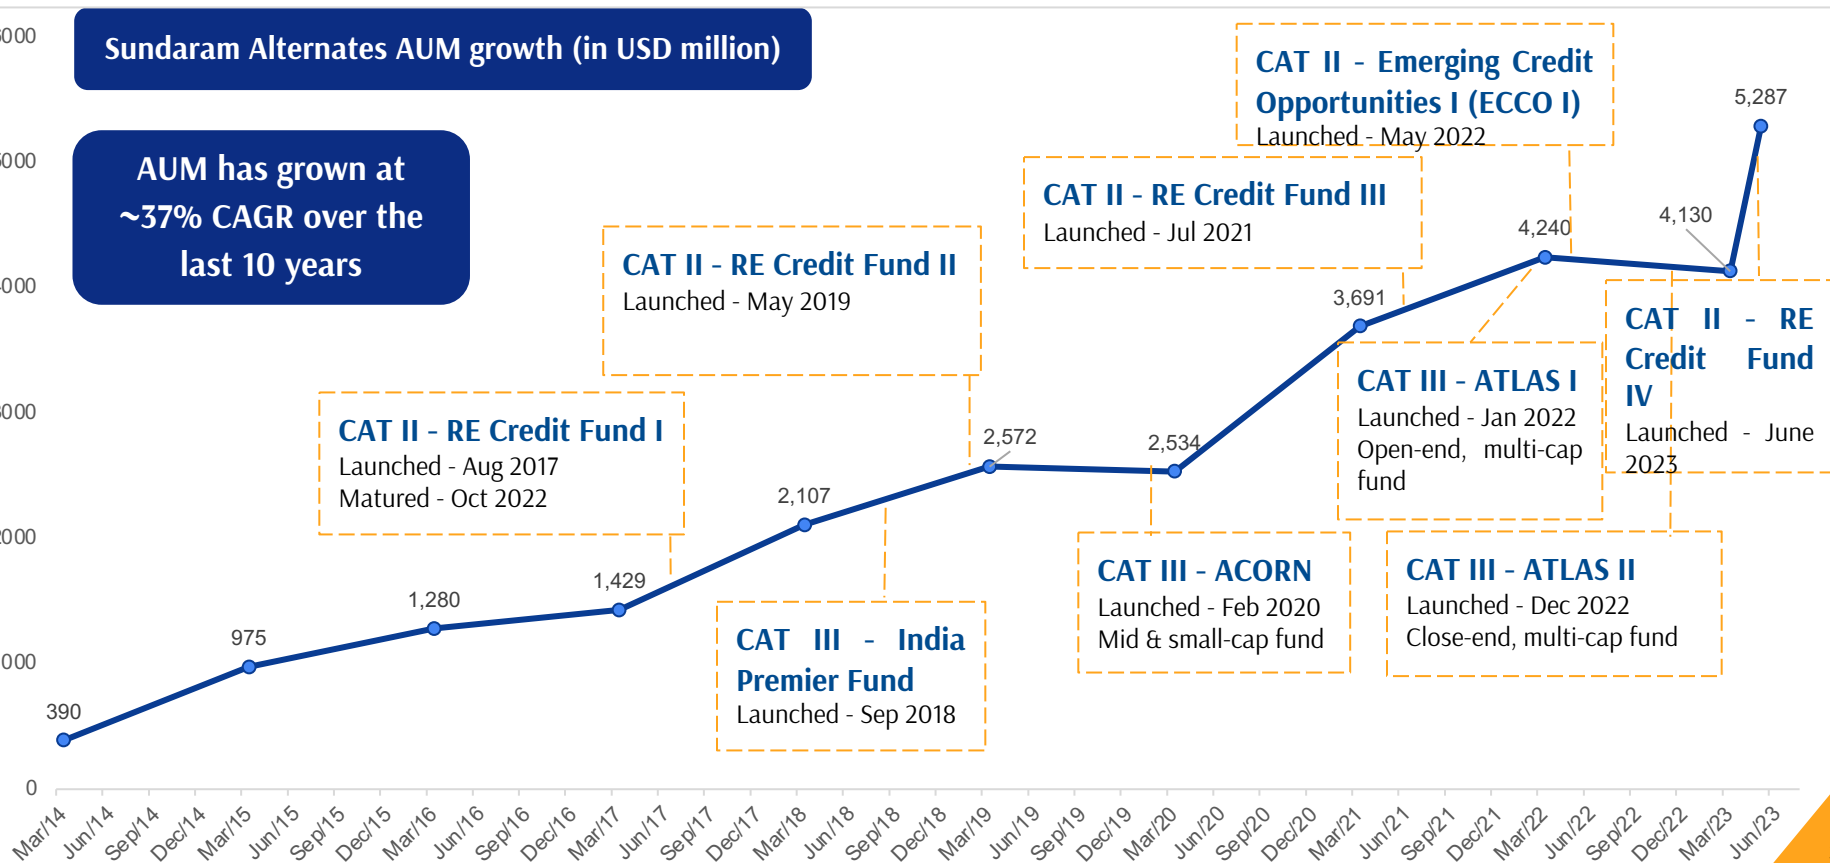 Sundaram Alternates AUM growth (in USD million)
AUM has grown at
~37% CAGR over the
last 10 years
CAT II - Emerging Credit
Opportunities I (ECCO I)
Launched - May 2022
CAT II - RE Credit Fund III
Launched - Jul 2021
CAT II - RE Credit Fund II
Launched - May 2019
CAT II - RE Credit Fund I
Launched - Aug 2017
Matured - Oct 2022
CAT III - India
Premier Fund
Launched - Sep 2018
CAT III - ACORN
Launched - Feb 2020
Mid & small-cap fund
CAT III - ATLAS I
Launched - Jan 2022
Open-end, multi-cap
fund
CAT III - ATLAS II
Launched - Dec 2022
Close-end, multi-cap fund
CAT II - RE
Credit Fund
IV
Launched - June
2023
390
975
1,280
1,429
2,107
2,572
2,534
3,691
4,240
4,130
5,287
000
000
000
000
000
000
0
Mar/14
Jun/14
Sep/14
Dec/14
Mar/15
Jun/15
Sep/15
Dec/15
Mar/16
Jun/16
Sep/16
Dec/16
Mar/17
Jun/17
Sep/17
Dec/17
Mar/18
Jun/18
Sep/18
Dec/18
Mar/19
Jun/19
Sep/19
Dec/19
Mar/20
Jun/20
Sep/20
Dec/20
Mar/21
Jun/21
Sep/21
Dec/21
Mar/22
Jun/22
Sep/22
Dec/22
Mar/23
Jun/23